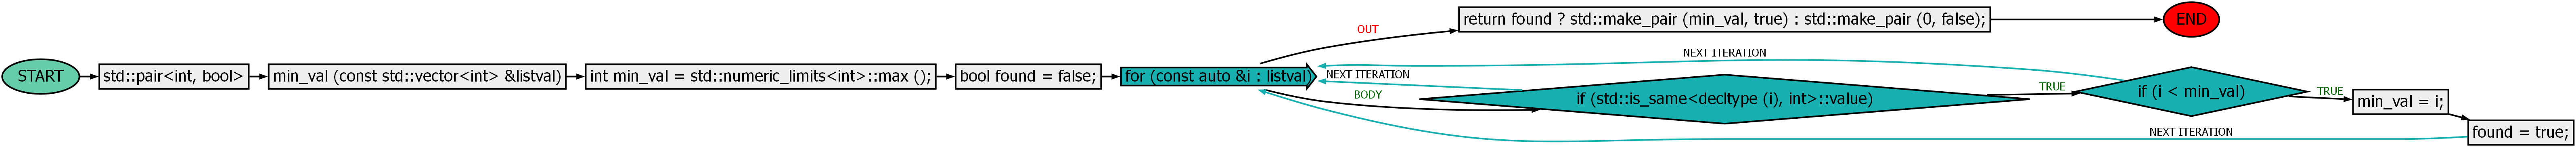 START
std::pair<int, bool>
min_val (const std::vector<int> &listval)
int min_val = std::numeric_limits<int>::max ();
bool found = false;
for (const auto &i : listval)
OUT
return found ? std::make_pair (min_val, true) : std::make_pair (0, false);
END
NEXT ITERATION
NEXT ITERATION
BODY
if (std::is_same<decltype (i), int>::value)
TRUE
if (i < min_val)
TRUE
min_val = i;
found = true;
NEXT ITERATION